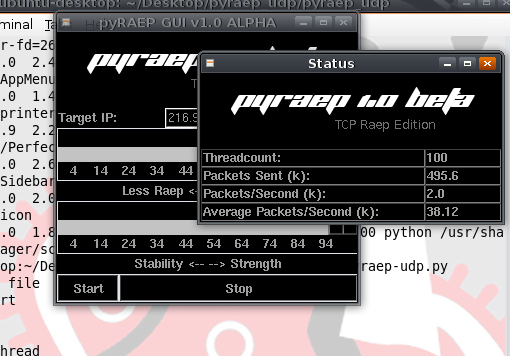 ubuntu-desktop: ~/Desktop/pyraep_udp/pyraep_udp
minal
pyRAEP GUI v1.0 ALPHA
Status
pyraep 1.0 beta
TCP Raep Edition
Target IP: 216.9
4 14 24 34 44
Less Raep <-
4 14 24 34 44 54 64 74 84 94
Stability <-- --> Strength
Start Stop
Threadcount: 100
Packets Sent (k): 495.6
Packets/Second (k): 2.0
Average Packets/Second (k): 38.12
r-fd=26
.0 2.4
AppMenu
.0 1.4
printer
.9 2.2
/Perfec
.0 2.6
Sidebar
.0 2.0
icon
.0 1.8
00 python /usr/sha
ager/sc
op:~/De
raep-udp.py
file
rt
hread